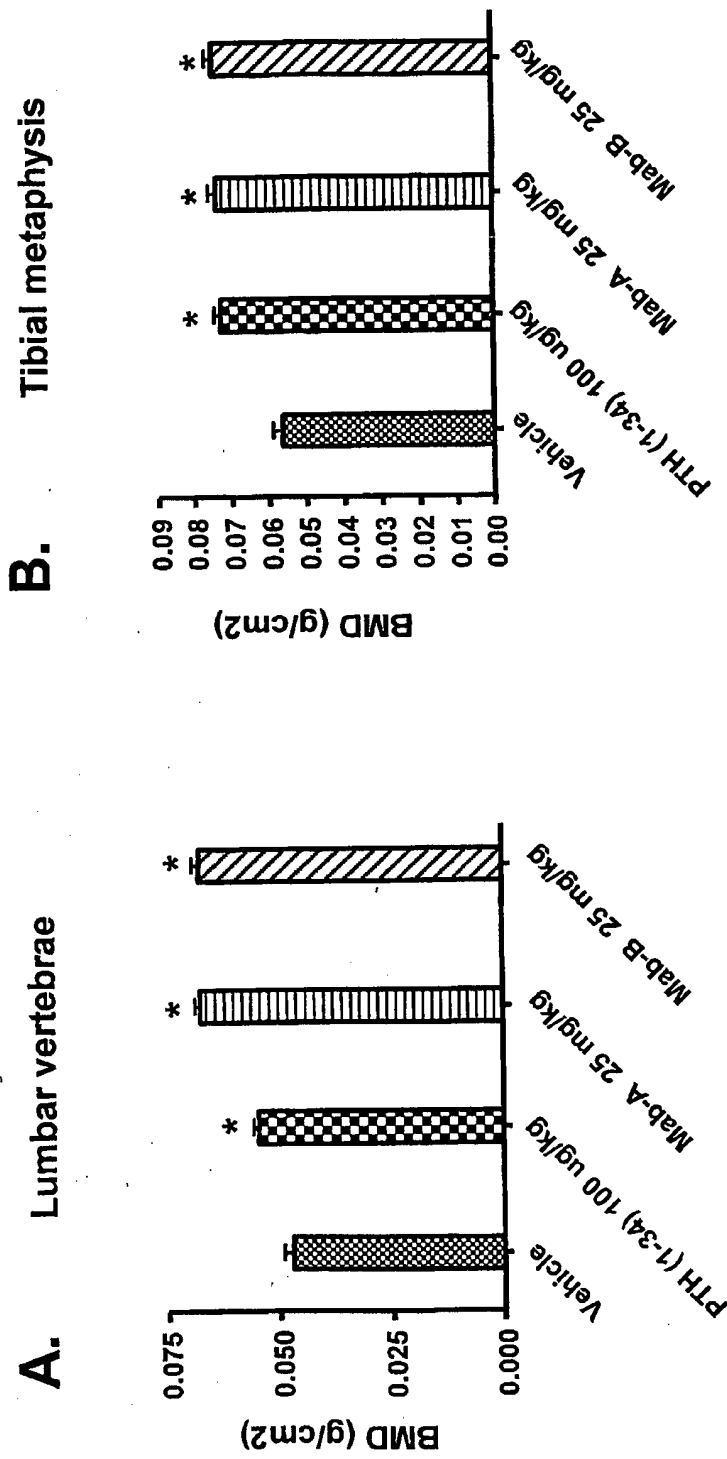 A.
Lumbar vertebrae
BMD (g/cm2)
0.075
0.050
0.025
0.000
*
*
*
Vehicle
PTH (1-34) 100 ug/kg
Mab-A 25 mg/kg
Mab-B 25 mg/kg
B.
Tibial metaphysis
BMD (g/cm2)
0.09
0.08
0.07
0.06
0.05
0.04
0.03
0.02
0.01
0.00
*
*
*
Vehicle
PTH (1-34) 100 ug/kg
Mab-A 25 mg/kg
Mab-B 25 mg/kg